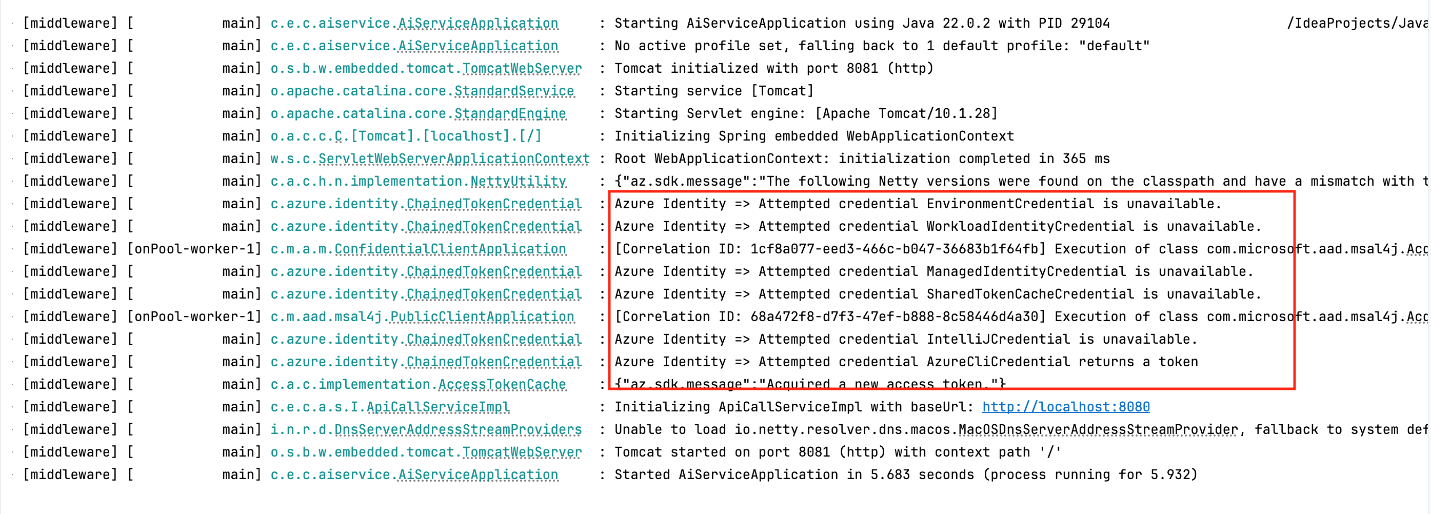 [middleware] [           main] c.e.c.aiservice.AiServiceApplication     : Starting AiServiceApplication using Java 22.0.2 with PID 29104 /IdeaProjects/Java
[middleware] [           main] c.e.c.aiservice.AiServiceApplication     : No active profile set, falling back to 1 default profile: "default"
[middleware] [           main] o.s.b.w.embedded.tomcat.TomcatWebServer  : Tomcat initialized with port 8081 (http)
[middleware] [           main] o.apache.catalina.core.StandardService   : Starting service [Tomcat]
[middleware] [           main] o.apache.catalina.core.StandardEngine    : Starting Servlet engine: [Apache Tomcat/10.1.28]
[middleware] [           main] o.a.c.c.C.[Tomcat].[localhost].[/]       : Initializing Spring embedded WebApplicationContext
[middleware] [           main] w.s.c.ServletWebServerApplicationContext : Root WebApplicationContext: initialization completed in 365 ms
[middleware] [           main] c.a.c.h.n.implementation.NettyUtility    : {"az.sdk.message":"The following Netty versions were found on the classpath and have a mismatch with t
[middleware] [           main] c.azure.identity.ChainedTokenCredential  : Azure Identity => Attempted credential EnvironmentCredential is unavailable.
[middleware] [           main] c.azure.identity.ChainedTokenCredential  : Azure Identity => Attempted credential WorkloadIdentityCredential is unavailable.
[middleware] [onPool-worker-1] c.m.a.m.ConfidentialClientApplication    : [Correlation ID: 1cf8a077-eed3-466c-b047-36683b1f64fb] Execution of class com.microsoft.aad.msal4j.Acq
[middleware] [           main] c.azure.identity.ChainedTokenCredential  : Azure Identity => Attempted credential ManagedIdentityCredential is unavailable.
[middleware] [           main] c.azure.identity.ChainedTokenCredential  : Azure Identity => Attempted credential SharedTokenCacheCredential is unavailable.
[middleware] [onPool-worker-1] c.m.aad.msal4j.PublicClientApplication   : [Correlation ID: 68a472f8-d7f3-47ef-b888-8c58446d4a30] Execution of class com.microsoft.aad.msal4j.Acq
[middleware] [           main] c.azure.identity.ChainedTokenCredential  : Azure Identity => Attempted credential IntelliJCredential is unavailable.
[middleware] [           main] c.azure.identity.ChainedTokenCredential  : Azure Identity => Attempted credential AzureCliCredential returns a token
[middleware] [           main] c.a.c.implementation.AccessTokenCache    : {"az.sdk.message":"Acquired a new access token."}
[middleware] [           main] c.e.c.a.s.I.ApiCallServiceImpl           : Initializing ApiCallServiceImpl with baseUrl: http://localhost:8080
[middleware] [           main] i.n.r.d.DnsServerAddressStreamProviders  : Unable to load io.netty.resolver.dns.macos.MacOSDnsServerAddressStreamProvider, fallback to system def
[middleware] [           main] o.s.b.w.embedded.tomcat.TomcatWebServer  : Tomcat started on port 8081 (http) with context path '/'
[middleware] [           main] c.e.c.aiservice.AiServiceApplication     : Started AiServiceApplication in 5.683 seconds (process running for 5.932)